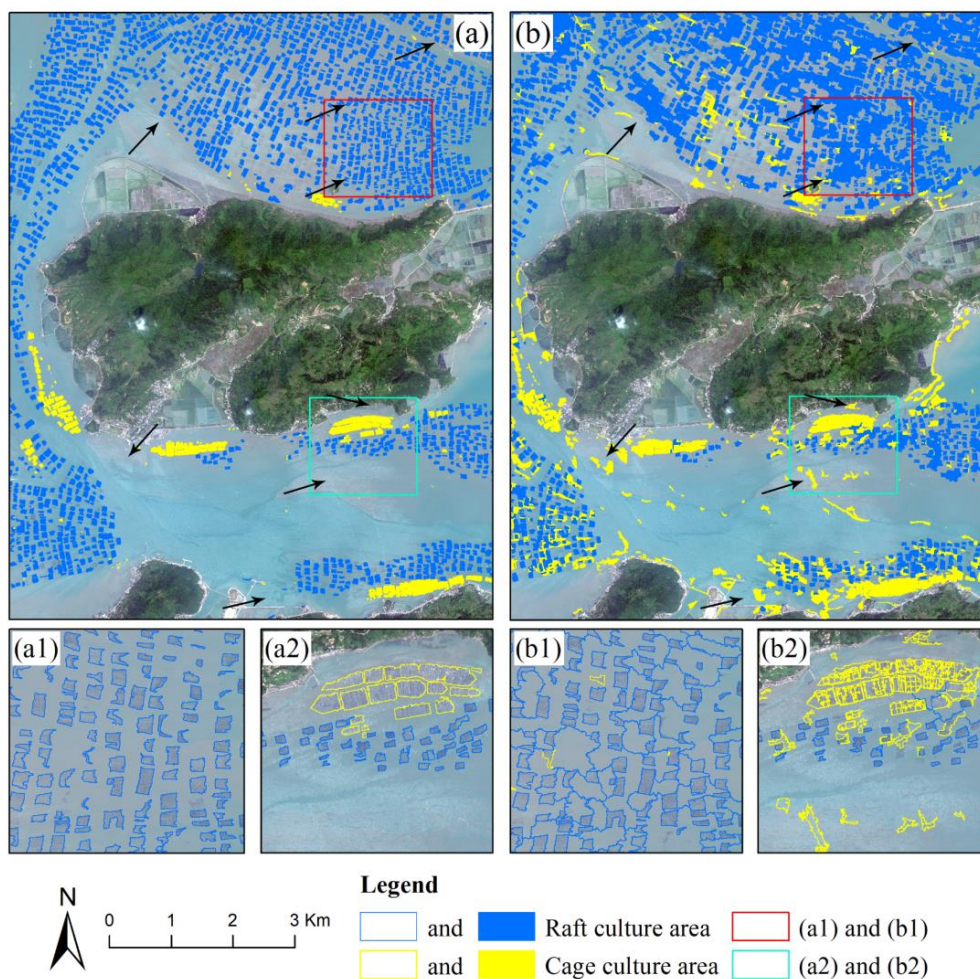 (a)
(b)
(a1)
(a2)
(b1)
(b2)
N
0 1 2 3 Km
Legend
and Raft culture area (a1) and (b1)
and Cage culture area (a2) and (b2)